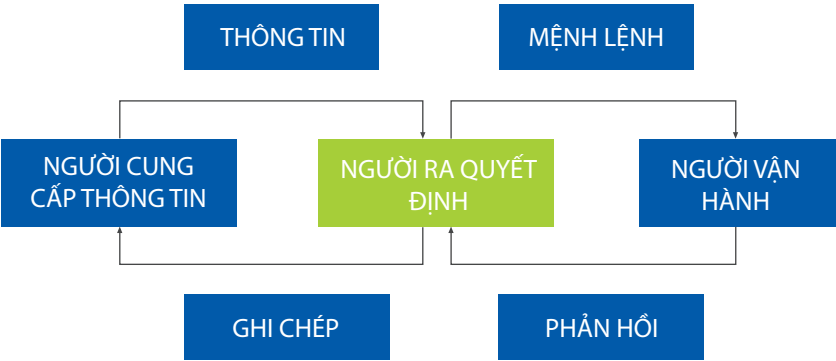 THÔNG TIN
MỆNH LỆNH
NGƯỜI CUNG
CẤP THÔNG TIN
NGƯỜI RA QUYẾT
ĐỊNH
NGƯỜI VẬN
HÀNH
GHI CHÉP
PHẢN HỒI